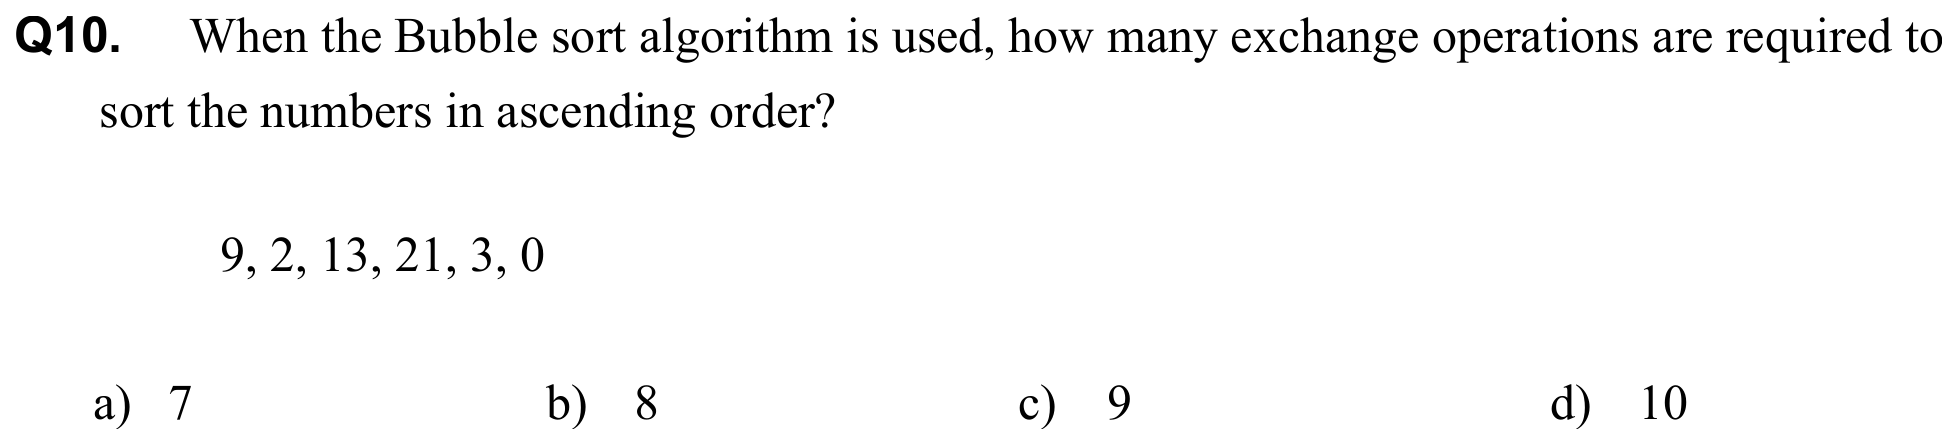 Q10. When the Bubble sort algorithm is used, how many exchange operations are required to
sort the numbers in ascending order?
9, 2, 13, 21, 3, 0
a) 7 b) 8 c) 9 d) 10